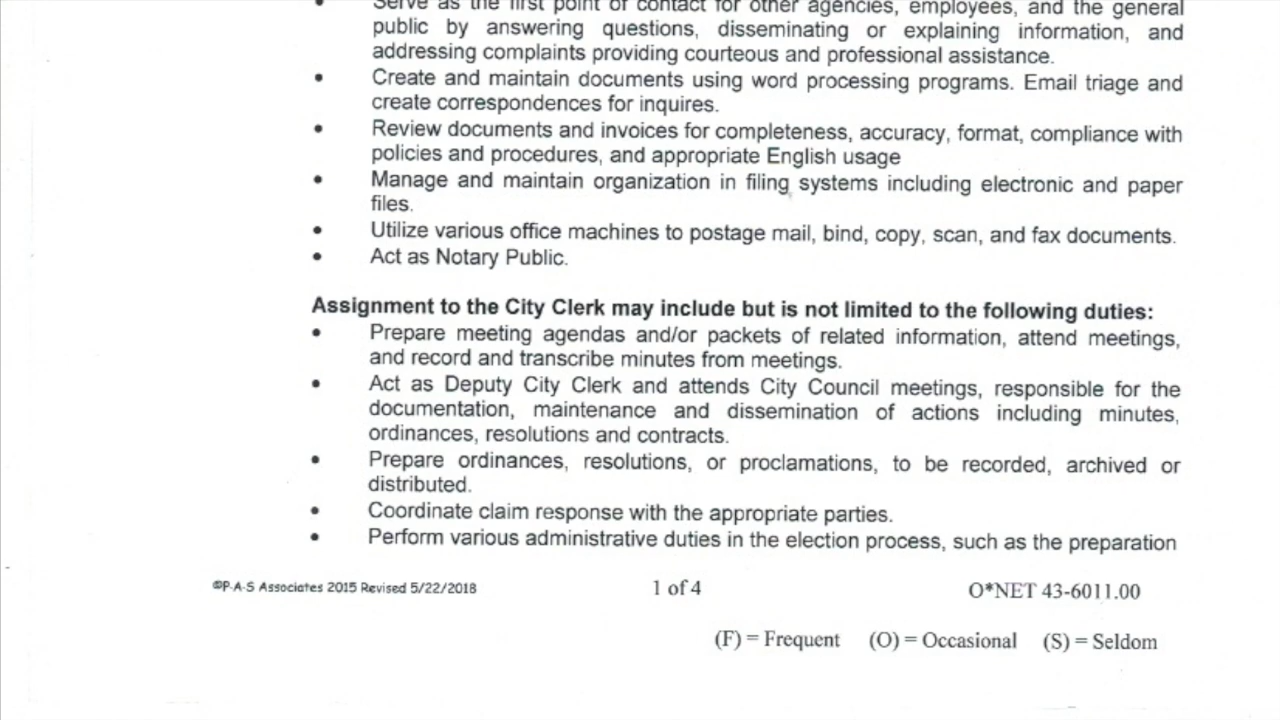 Serve as the first point of contact for other agencies, employees, and the general
public by answering questions, disseminating or explaining information, and
addressing complaints providing courteous and professional assistance.
• Create and maintain documents using word processing programs. Email triage and
create correspondences for inquires.
• Review documents and invoices for completeness, accuracy, format, compliance with
policies and procedures, and appropriate English usage
• Manage and maintain organization in filing systems including electronic and paper
files.
• Utilize various office machines to postage mail, bind, copy, scan, and fax documents.
• Act as Notary Public.
Assignment to the City Clerk may include but is not limited to the following duties:
• Prepare meeting agendas and/or packets of related information, attend meetings,
and record and transcribe minutes from meetings.
• Act as Deputy City Clerk and attends City Council meetings, responsible for the
documentation, maintenance and dissemination of actions including minutes,
ordinances, resolutions and contracts.
• Prepare ordinances, resolutions, or proclamations, to be recorded, archived or
distributed.
• Coordinate claim response with the appropriate parties.
• Perform various administrative duties in the election process, such as the preparation
©P-A-S Associates 2015 Revised 5/22/2018 1 of 4 O*NET 43-6011.00
(F) = Frequent (O) = Occasional (S) = Seldom